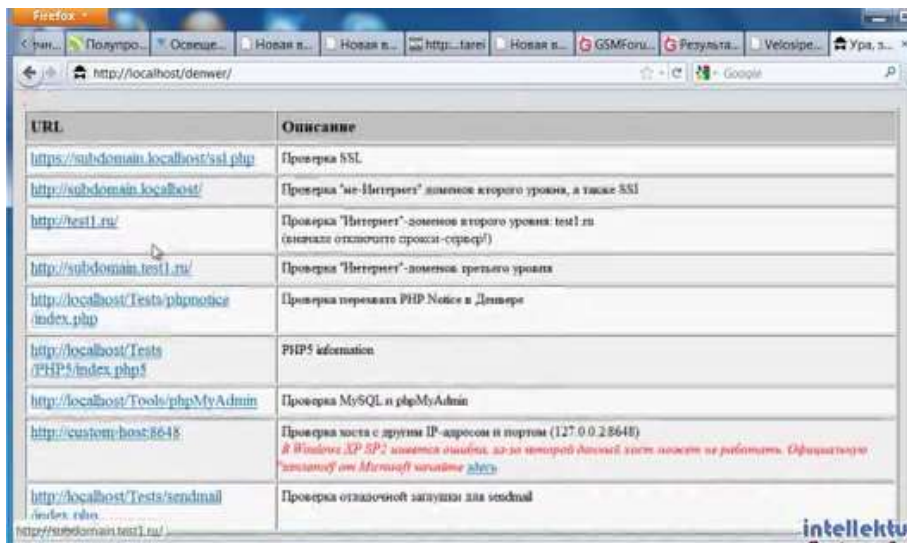 Firefox
Полупро...
Освеще...
Новая в...
Новая в...
http:...tarei
Новая в...
GSMForu...
Результа...
Velosipe...
Ура, з...
http://localhost/denwer/
Google
URL
Описание
https://subdomain.localhost/ssl.php
Проверка SSL
http://subdomain.localhost/
Проверка "не-Интернет" доменов второго уровня, а также SSI
http://test1.ru/
Проверка "Интернет"-доменов второго уровня: test1.ru
(вначале отключите прокси-сервер!)
http://subdomain.test1.ru/
Проверка "Интернет"-доменов третьего уровня
http://localhost/Tests/phpnotice
/index.php
Проверка перехвата PHP Notice в Денвере
http://localhost/Tests
/PHP5/index.php5
PHP5 information
http://localhost/Tools/phpMyAdmin
Проверка MySQL и phpMyAdmin
http://custom-host:8648
Проверка хоста с другим IP-адресом и портом (127.0.0.2:8648)
В Windows XP SP2 имеется ошибка, из-за которой данный хост может не работать. Официальную
"заплатку" от Microsoft качайте здесь
http://localhost/Tests/sendmail
/index.php
Проверка отладочной заглушки для sendmail
http://subdomain.test1.ru/
intellektu